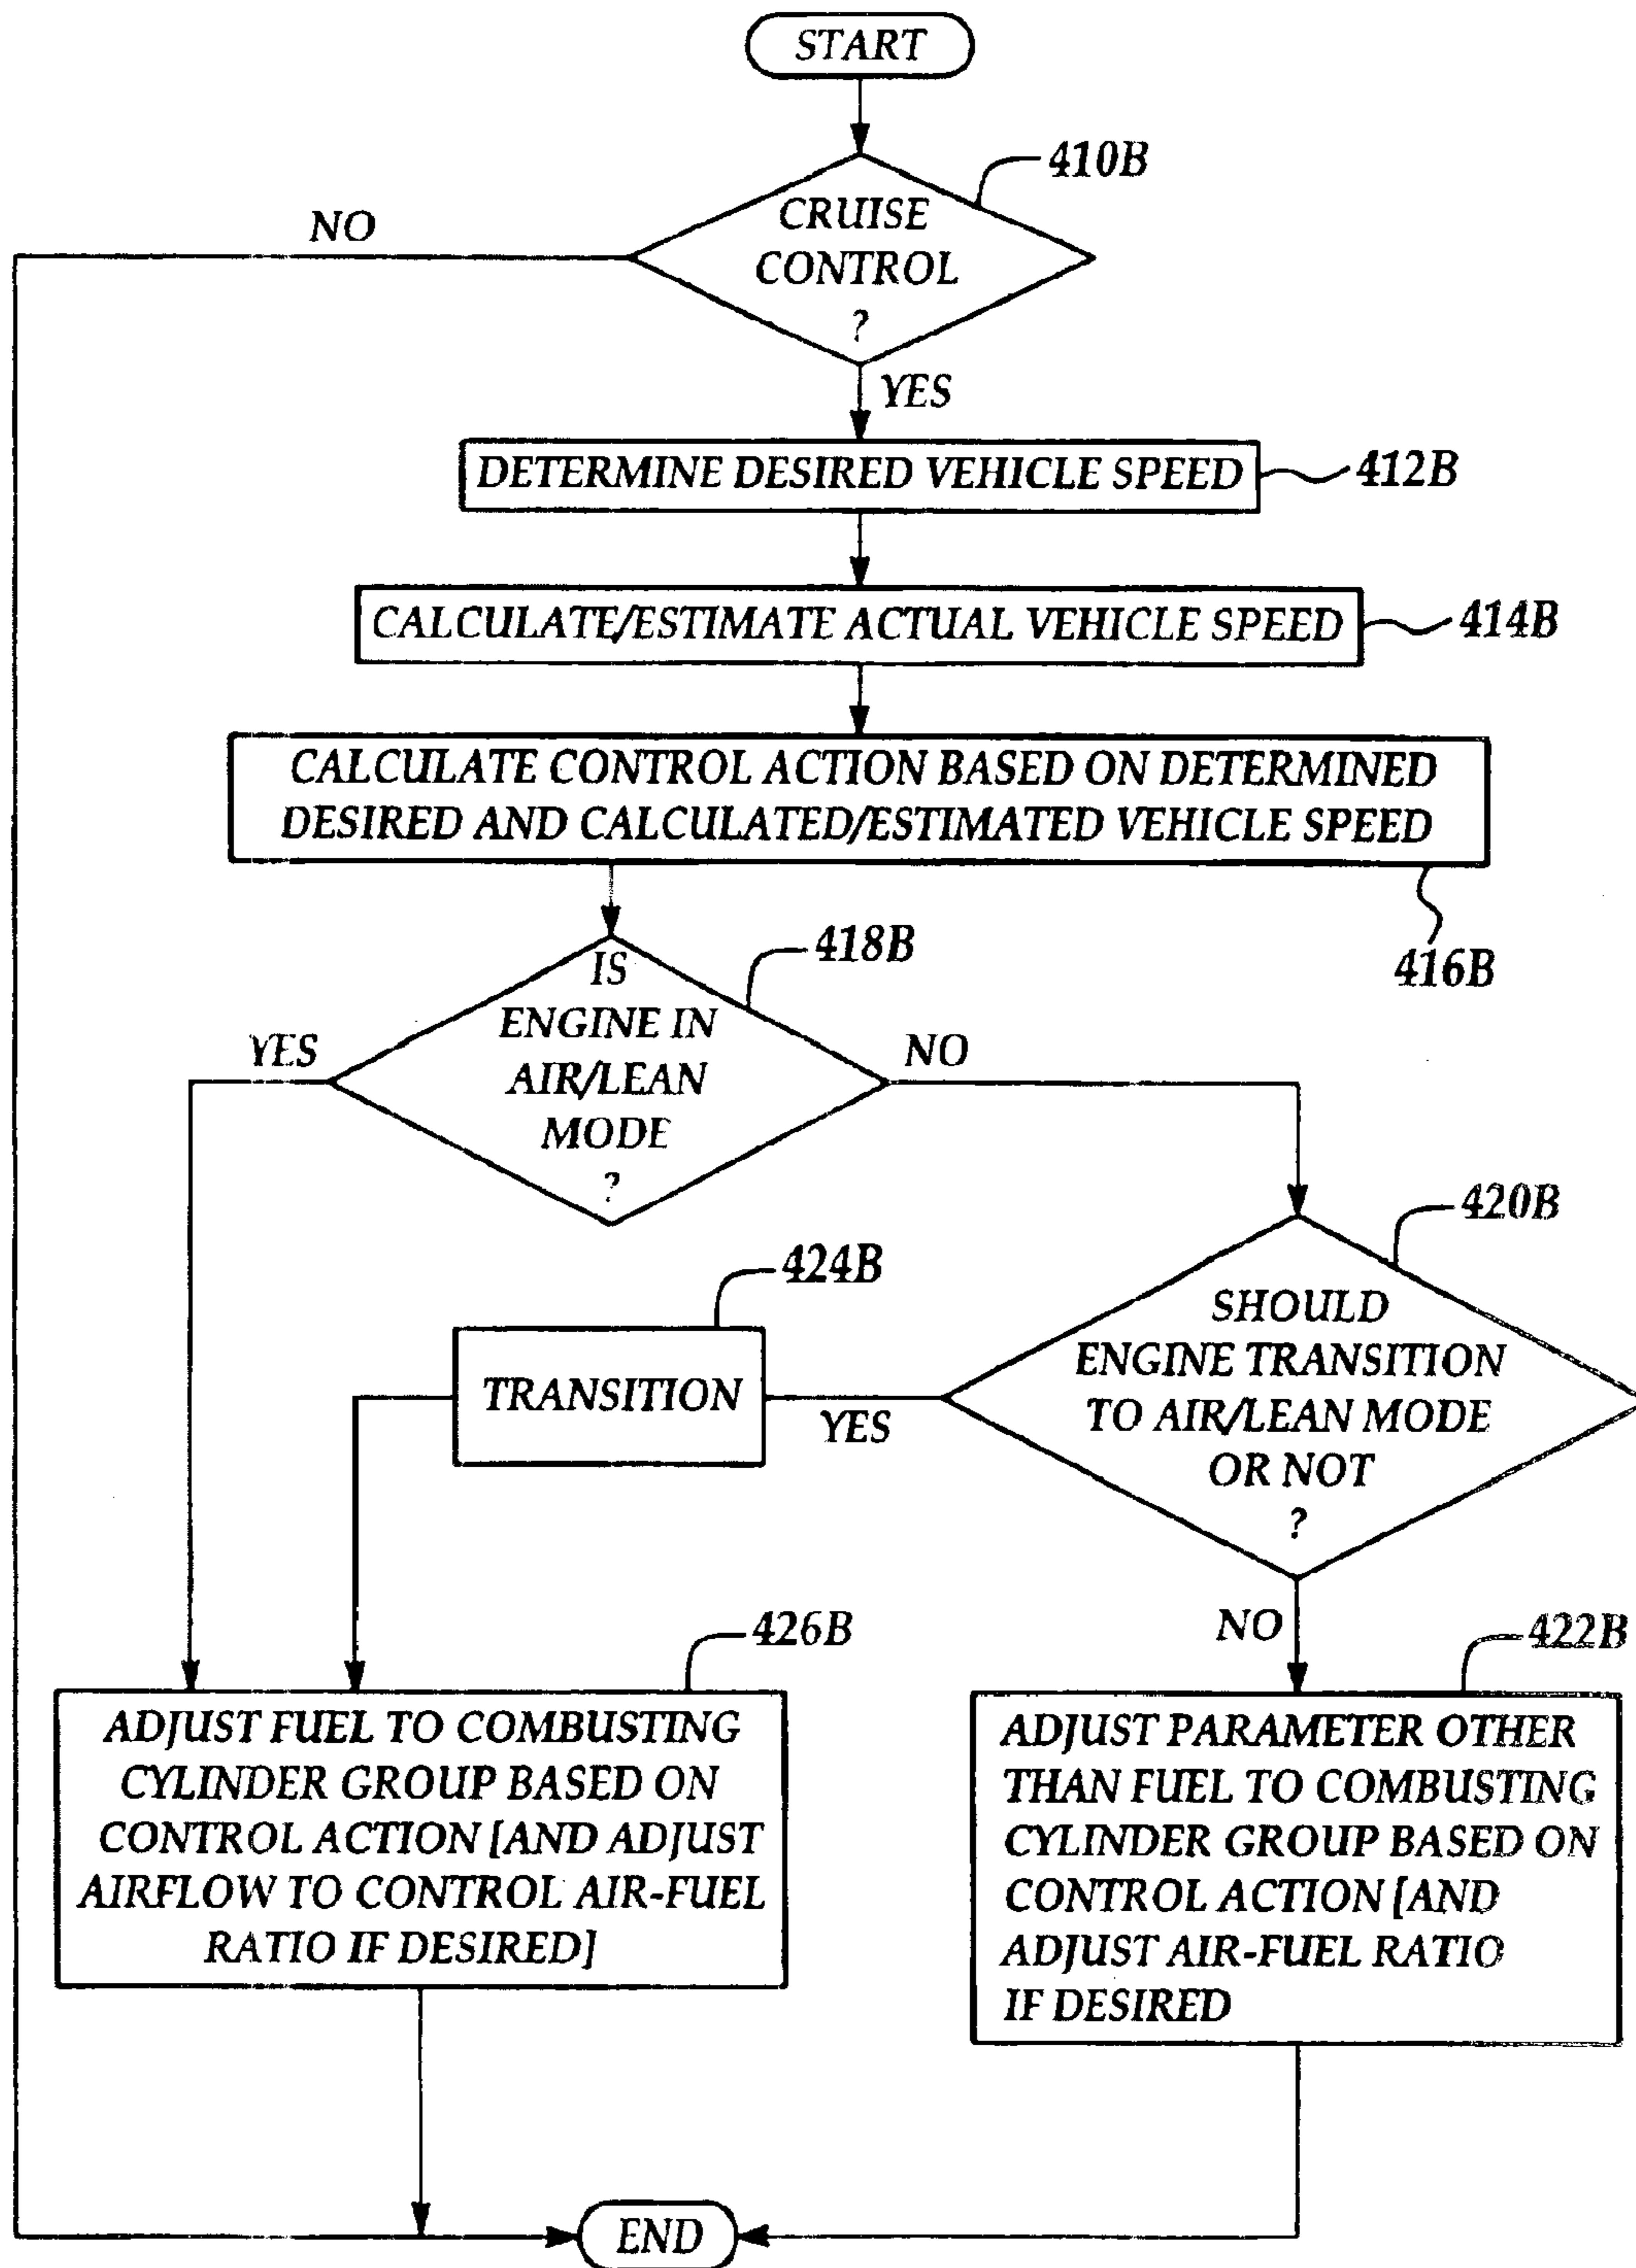 START
410B
CRUISE
CONTROL
?
NO
YES
DETERMINE DESIRED VEHICLE SPEED
412B
CALCULATE/ESTIMATE ACTUAL VEHICLE SPEED
414B
CALCULATE CONTROL ACTION BASED ON DETERMINED
DESIRED AND CALCULATED/ESTIMATED VEHICLE SPEED
416B
418B
IS
ENGINE IN
AIR/LEAN
MODE
?
YES
NO
420B
SHOULD
ENGINE TRANSITION
TO AIR/LEAN MODE
OR NOT
?
424B
TRANSITION
YES
NO
426B
ADJUST FUEL TO COMBUSTING
CYLINDER GROUP BASED ON
CONTROL ACTION [AND ADJUST
AIRFLOW TO CONTROL AIR-FUEL
RATIO IF DESIRED]
422B
ADJUST PARAMETER OTHER
THAN FUEL TO COMBUSTING
CYLINDER GROUP BASED ON
CONTROL ACTION [AND
ADJUST AIR-FUEL RATIO
IF DESIRED
END